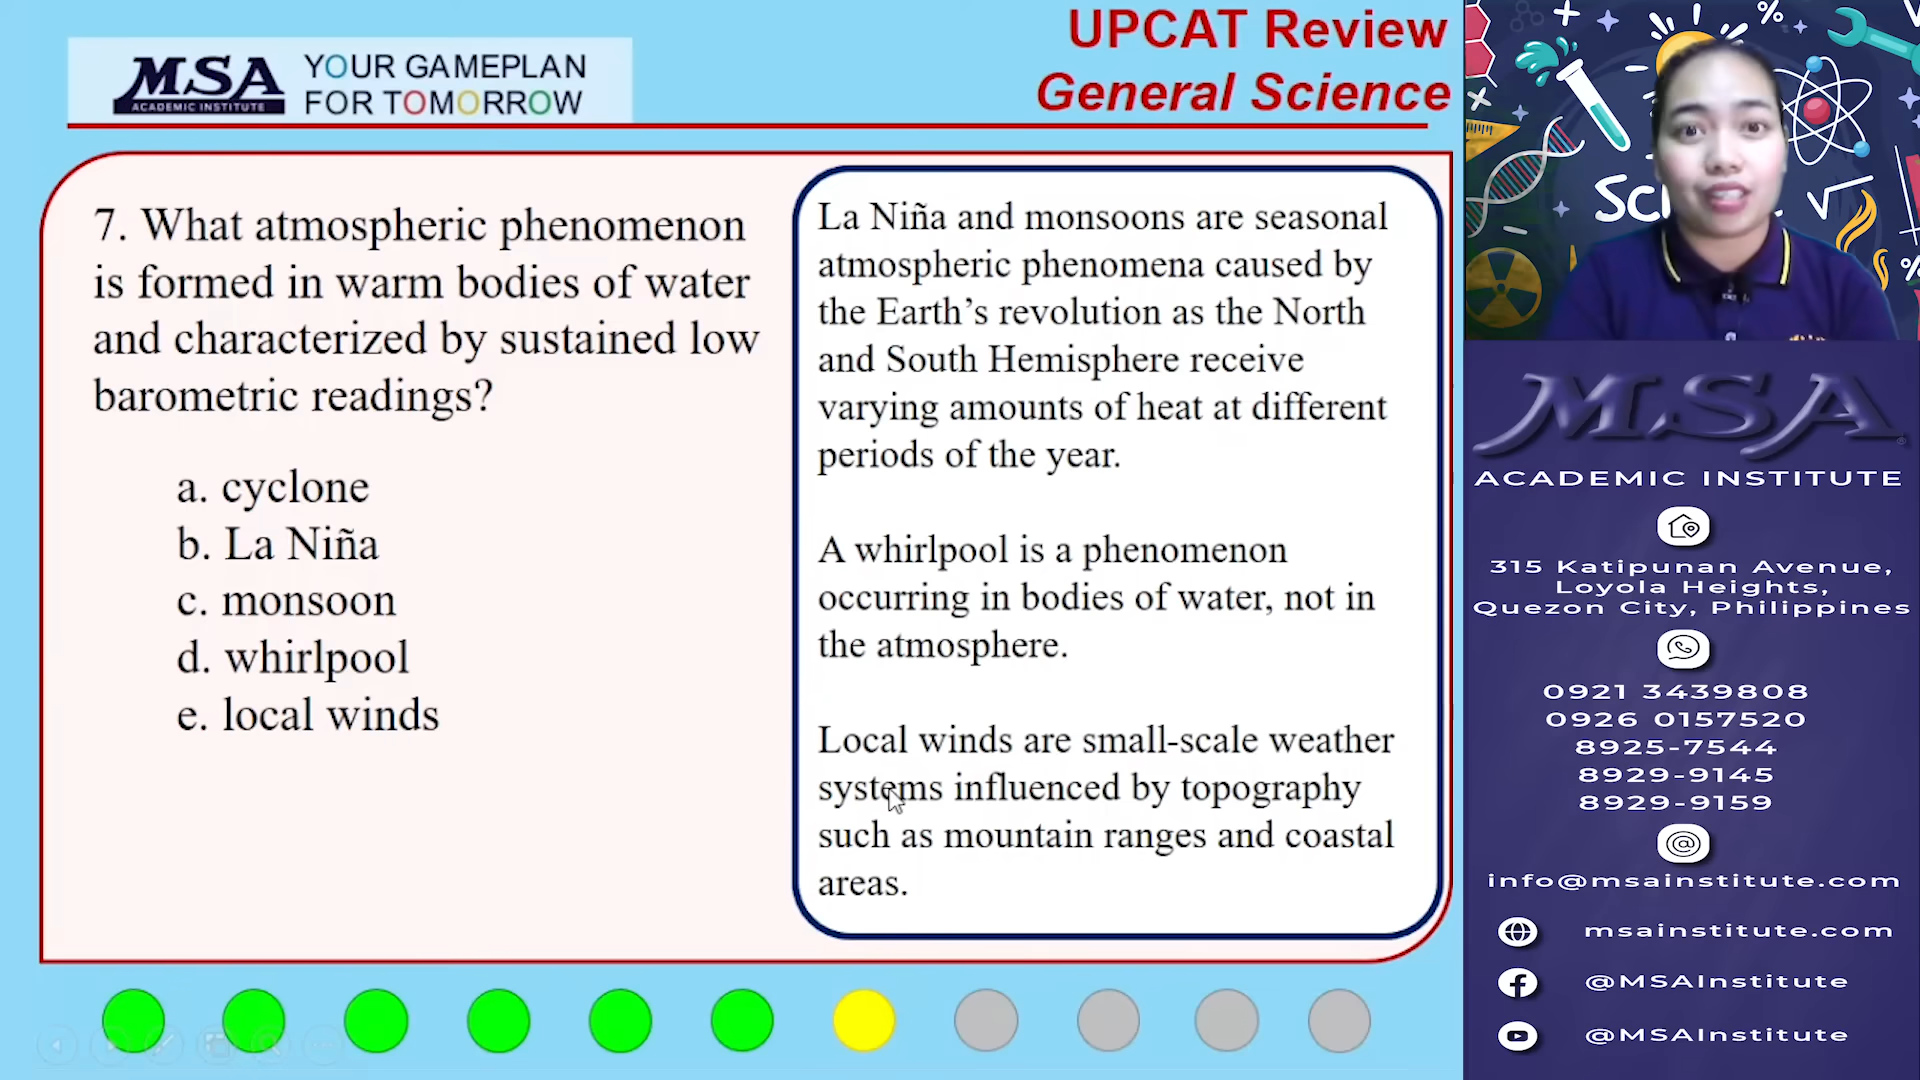 MSA
ACADEMIC INSTITUTE
YOUR GAMEPLAN
FOR TOMORROW
UPCAT Review
General Science
7. What atmospheric phenomenon
is formed in warm bodies of water
and characterized by sustained low
barometric readings?
a. cyclone
b. La Niña
c. monsoon
d. whirlpool
e. local winds
La Niña and monsoons are seasonal
atmospheric phenomena caused by
the Earth’s revolution as the North
and South Hemisphere receive
varying amounts of heat at different
periods of the year.
A whirlpool is a phenomenon
occurring in bodies of water, not in
the atmosphere.
Local winds are small-scale weather
systems influenced by topography
such as mountain ranges and coastal
areas.
MSA
ACADEMIC INSTITUTE
315 Katipunan Avenue,
Loyola Heights,
Quezon City, Philippines
0921 3439808
0926 0157520
8925-7544
8929-9145
8929-9159
info@msainstitute.com
msainstitute.com
@MSAInstitute
@MSAInstitute